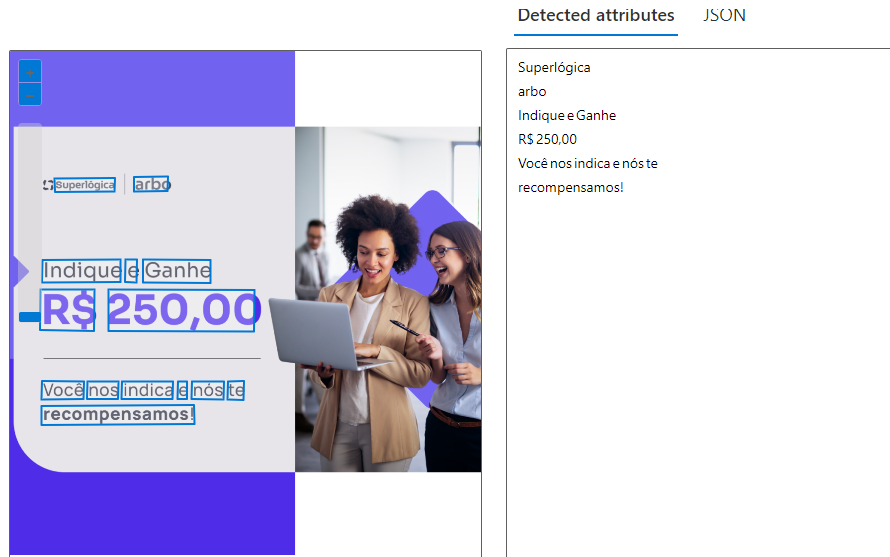 Detected attributes JSON
+
−
Superlógica | arbo
Indique e Ganhe
R$ 250,00
Você nos indica e nós te
recompensamos!
Superlógica
arbo
Indique e Ganhe
R$ 250,00
Você nos indica e nós te
recompensamos!